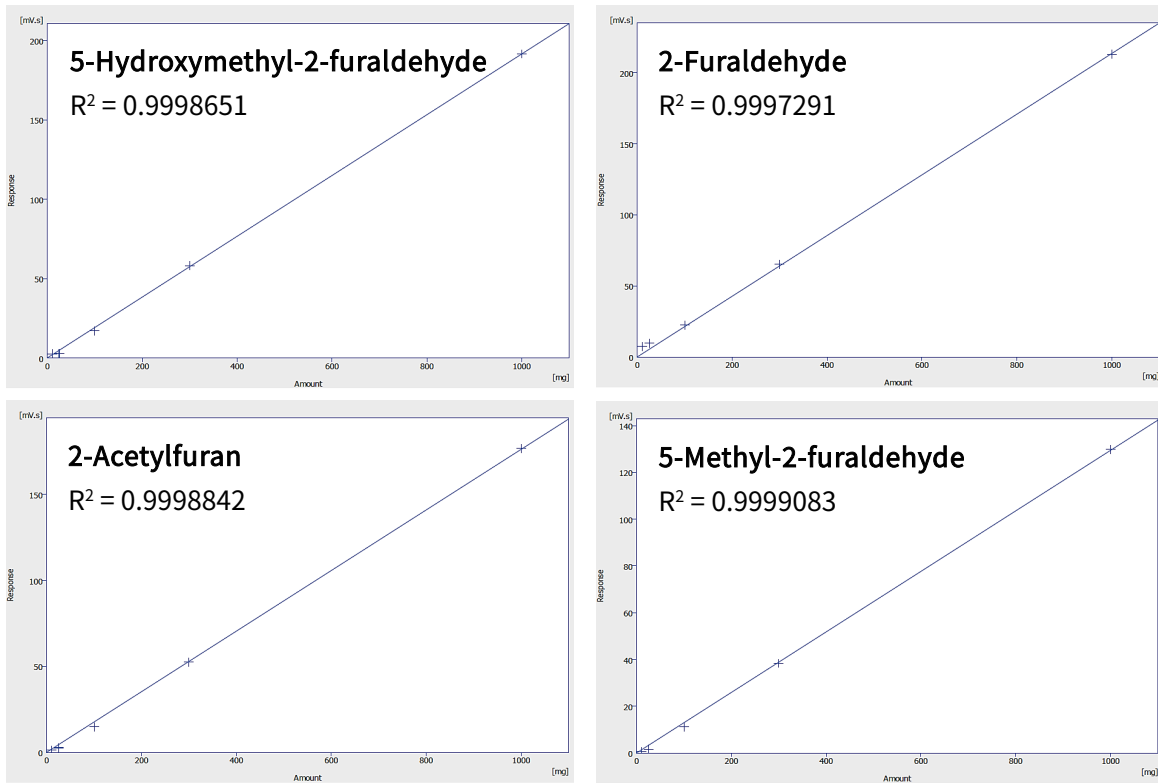 [mV.s]
5-Hydroxymethyl-2-furaldehyde
R² = 0.9998651
200
150
100
50
0
Response
0 200 400 600 800 1000
Amount
[mg]
[mV.s]
2-Furaldehyde
R² = 0.9997291
200
150
100
50
0
Response
0 200 400 600 800 1000
Amount
[mg]
[mV.s]
2-Acetylfuran
R² = 0.9998842
150
100
50
0
Response
0 200 400 600 800 1000
Amount
[mg]
[mV.s]
5-Methyl-2-furaldehyde
R² = 0.9999083
140
120
100
80
60
40
20
0
Response
0 200 400 600 800 1000
Amount
[mg]